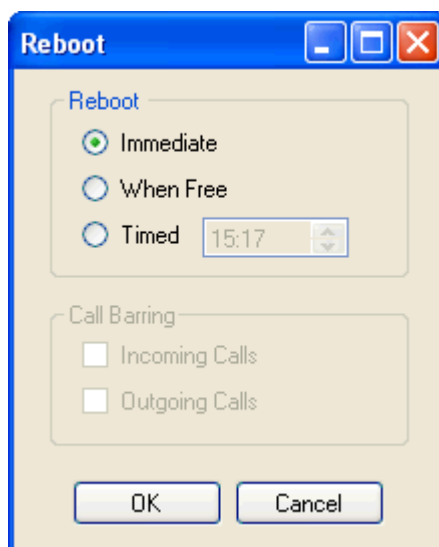 Reboot
Reboot
Immediate
When Free
Timed 15:17
Call Barring
Incoming Calls
Outgoing Calls
OK Cancel